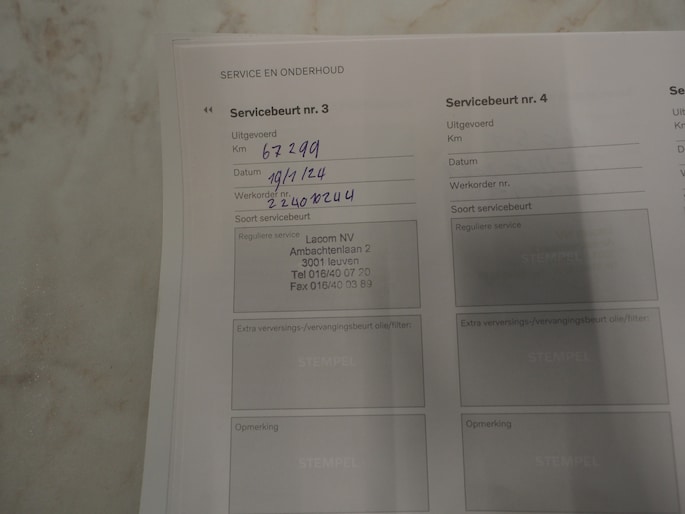 SERVICE EN ONDERHOUD
Servicebeurt nr. 3
Uitgevoerd
Km 67299
Datum 19/1/24
Werkorder nr.
Soort servicebeurt
Reguliere service
Lacom NV
Ambachtenlaan 2
3001 leuven
Tel 016/40 07 20
Fax 016/40 03 89
Extra verversings-/vervangingsbeurt olie/filter:
STEMPEL
Opmerking
STEMPEL
Servicebeurt nr. 4
Uitgevoerd
Km
Datum
Werkorder nr.
Soort servicebeurt
Reguliere service
STEMPEL
Extra verversings-/vervangingsbeurt olie/filter:
STEMPEL
Opmerking
STEMPEL
Se
Uit